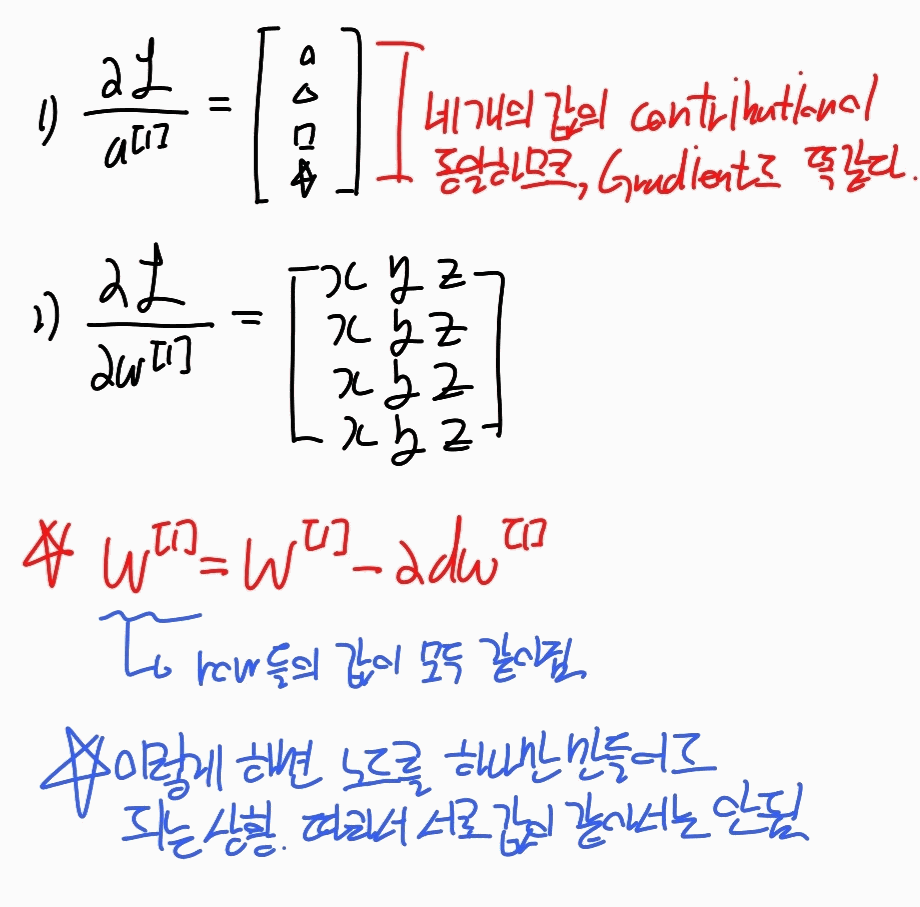 1) ∂L / a[1] = [ △ △ □ ☆ ]
네개의 값의 contribution이
동일하므로, Gradient도 똑같다.
2) ∂L / ∂w[1] = [ x y z
x y z
x y z
x y z ]
☆ W[1] = W[1] - αdw[1]
row들의 값이 모두 같아짐
☆ 이렇게 하면 노드를 하나만 만들어도
되는 상황. 따라서 서로 값이 같아서는 안됨